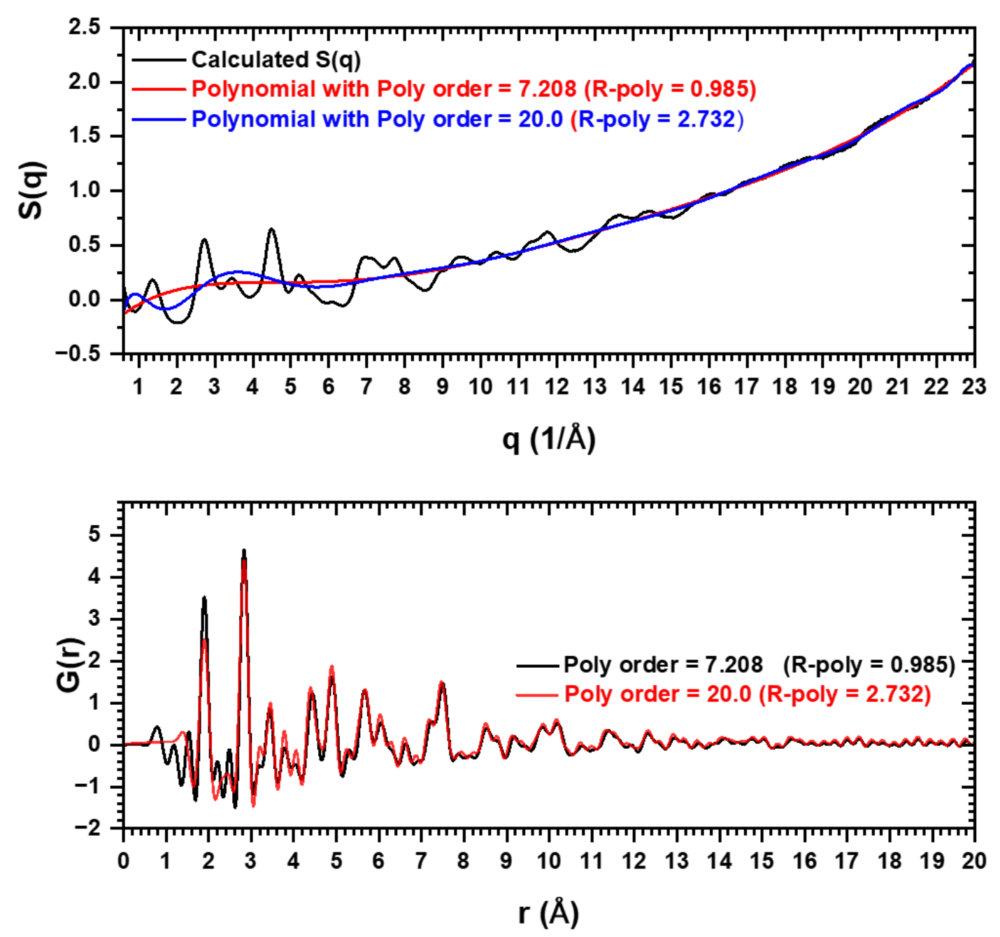 2.5
2.0
1.5
1.0
0.5
0.0
−0.5
S(q)
Calculated S(q)
Polynomial with Poly order = 7.208 (R-poly = 0.985)
Polynomial with Poly order = 20.0 (R-poly = 2.732)
1 2 3 4 5 6 7 8 9 10 11 12 13 14 15 16 17 18 19 20 21 22 23
q (1/Å)
5
4
3
2
1
0
−1
−2
G(r)
Poly order = 7.208 (R-poly = 0.985)
Poly order = 20.0 (R-poly = 2.732)
0 1 2 3 4 5 6 7 8 9 10 11 12 13 14 15 16 17 18 19 20
r (Å)